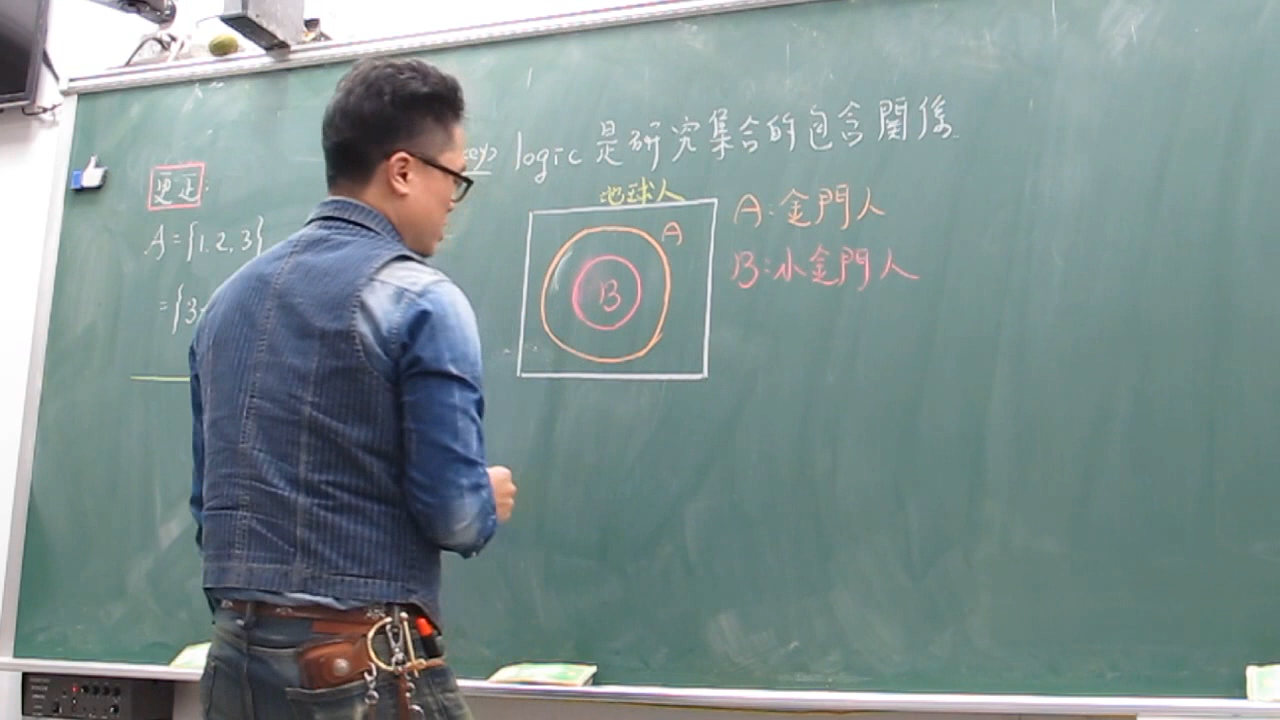 logic 是研究集合的包含關係
更正:
A={1,2,3}
={3,
地球人
A
B
A:金門人
B:小金門人